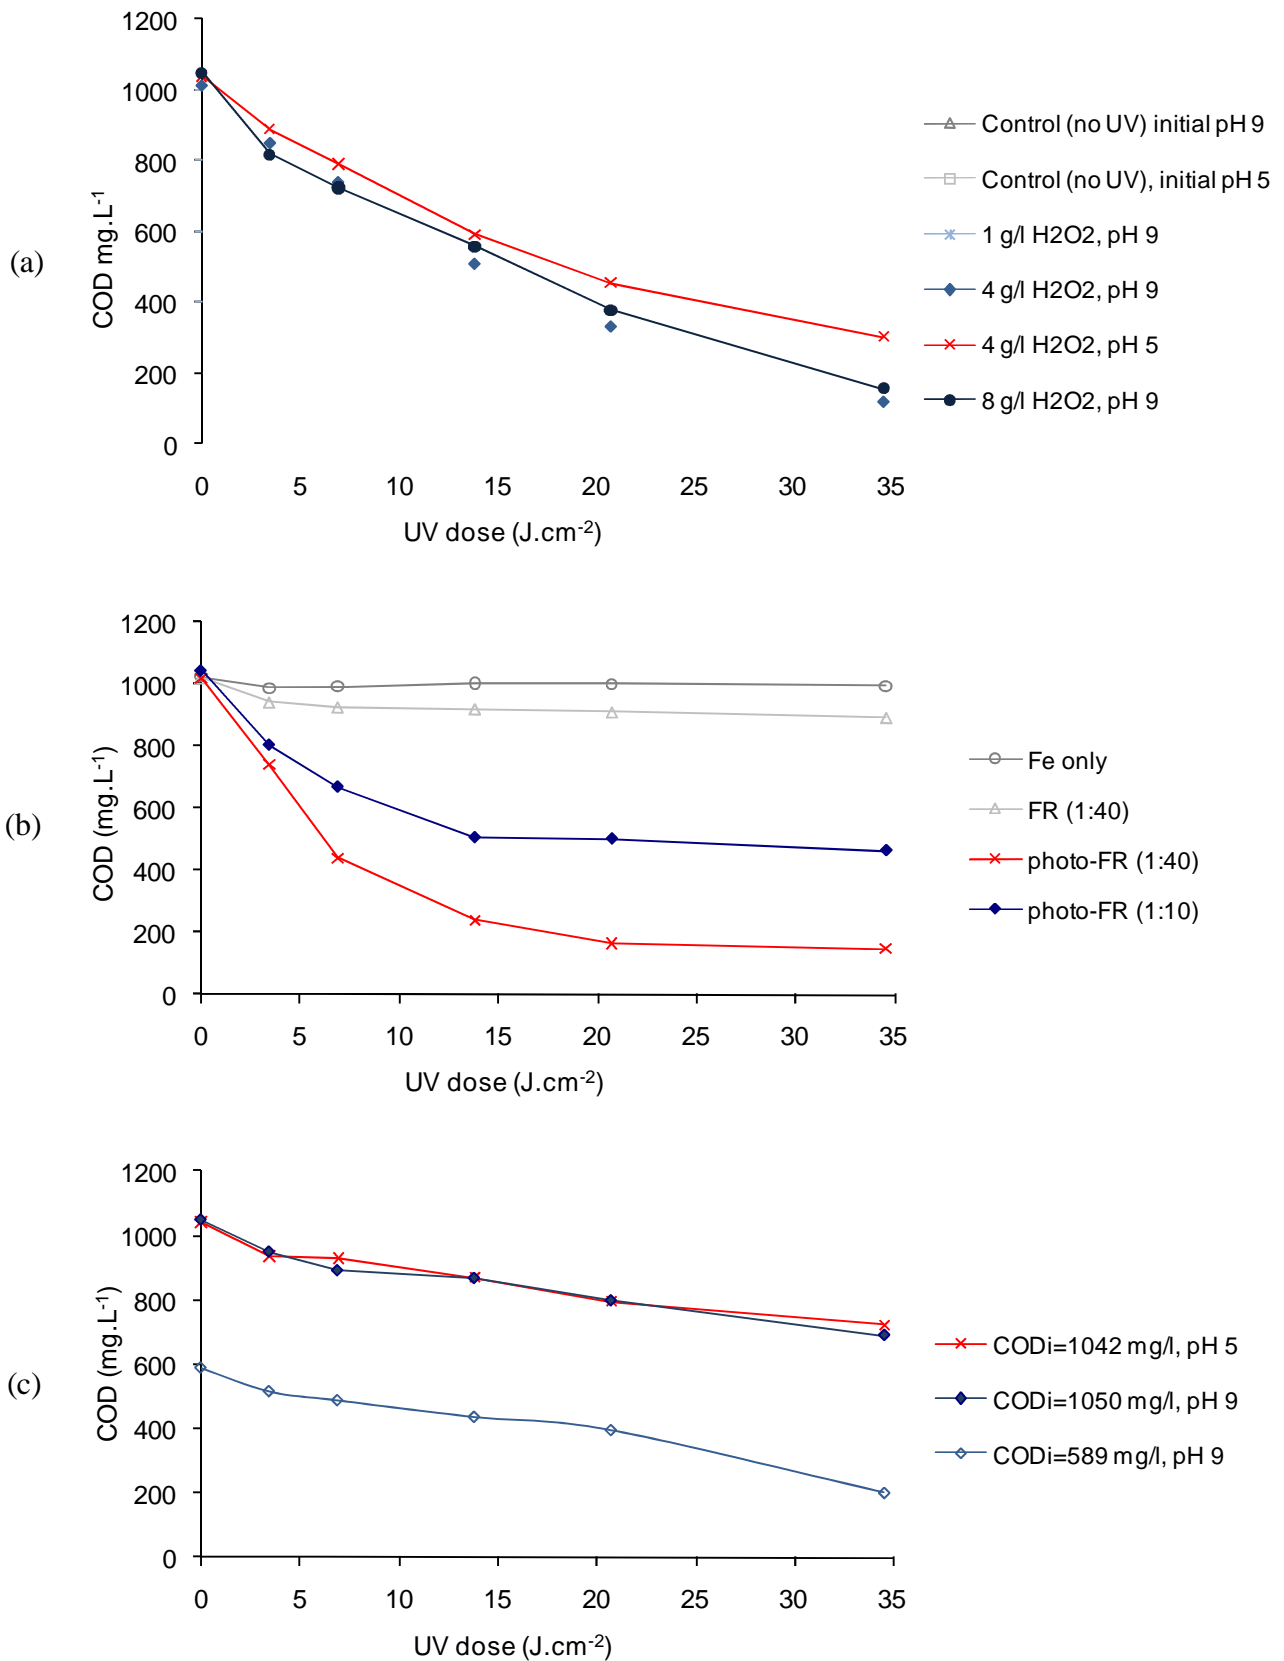 (a)
COD mg.L-1
1200
1000
800
600
400
200
0
0 5 10 15 20 25 30 35
UV dose (J.cm-2)
Control (no UV) initial pH 9
Control (no UV), initial pH 5
1 g/l H2O2, pH 9
4 g/l H2O2, pH 9
4 g/l H2O2, pH 5
8 g/l H2O2, pH 9
(b)
COD (mg.L-1)
1200
1000
800
600
400
200
0
0 5 10 15 20 25 30 35
UV dose (J.cm-2)
Fe only
FR (1:40)
photo-FR (1:40)
photo-FR (1:10)
(c)
COD (mg.L-1)
1200
1000
800
600
400
200
0
0 5 10 15 20 25 30 35
UV dose (J.cm-2)
CODi=1042 mg/l, pH 5
CODi=1050 mg/l, pH 9
CODi=589 mg/l, pH 9